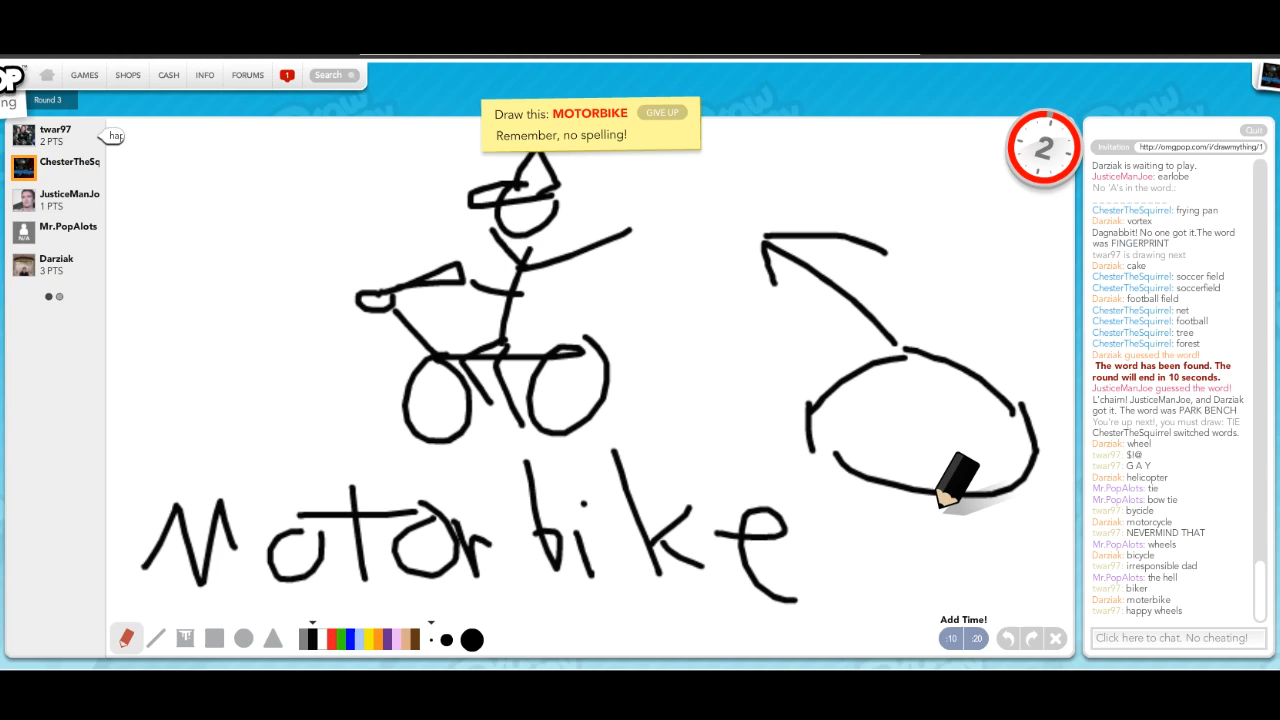 GAMES SHOPS CASH INFO FORUMS 1 Search
ng Round 3
twar97
2 PTS
hap
ChesterTheSq
JusticeManJo
1 PTS
Mr.PopAlots
N/A
Darziak
3 PTS
Draw this: MOTORBIKE GIVE UP
Remember, no spelling!
2
Motorbike
Add Time!
:10 :20
Quit
Invitation http://omgpop.com/i/drawmything/1
Darziak is waiting to play.
JusticeManJoe: earlobe
No 'A's in the word.:
_ _ _ _ _ _ _ _ _ _ _
ChesterTheSquirrel: frying pan
Darziak: vortex
Dagnabbit! No one got it.The word
was FINGERPRINT
twar97 is drawing next
Darziak: cake
ChesterTheSquirrel: soccer field
ChesterTheSquirrel: soccerfield
Darziak: football field
ChesterTheSquirrel: net
ChesterTheSquirrel: football
ChesterTheSquirrel: tree
ChesterTheSquirrel: forest
Darziak guessed the word!
The word has been found. The
round will end in 10 seconds.
JusticeManJoe guessed the word!
L'chaim! JusticeManJoe, and Darziak
got it. The word was PARK BENCH
You're up next!, you must draw: TIE
ChesterTheSquirrel switched words.
Darziak: wheel
twar97: $!@
twar97: G A Y
Darziak: helicopter
Mr.PopAlots: tie
Mr.PopAlots: bow tie
twar97: bycicle
Darziak: motorcycle
twar97: NEVERMIND THAT
Mr.PopAlots: wheels
Darziak: bicycle
twar97: irresponsible dad
Mr.PopAlots: the hell
twar97: biker
Darziak: moterbike
twar97: happy wheels
Click here to chat. No cheating!